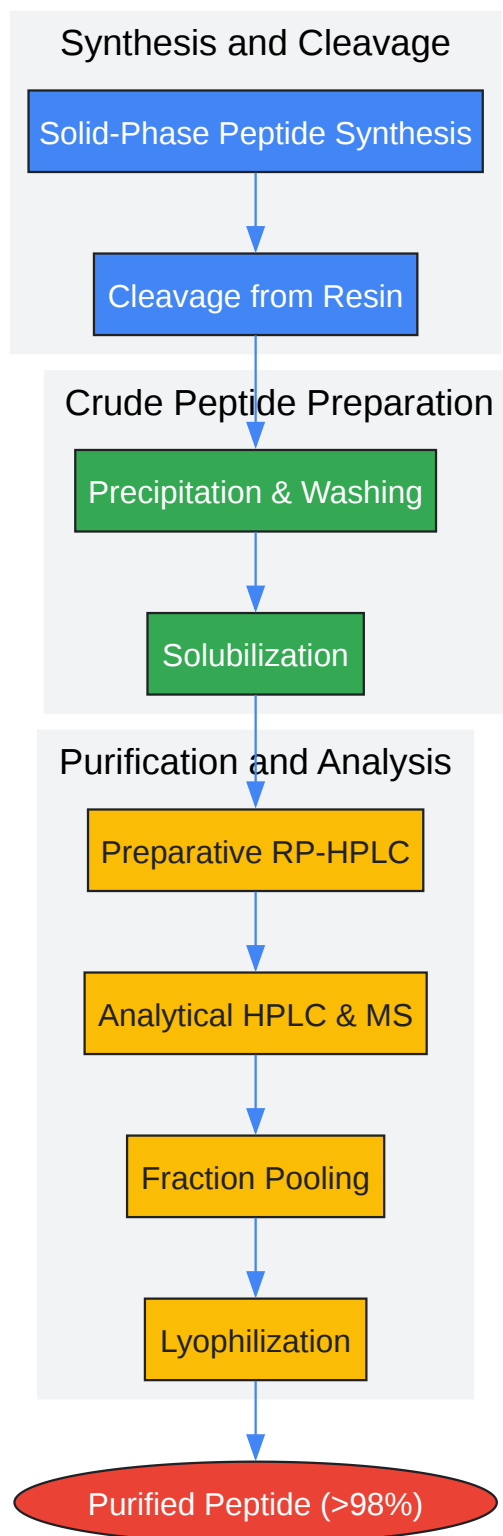 Synthesis and Cleavage
Solid-Phase Peptide Synthesis
Cleavage from Resin
Crude Peptide Preparation
Precipitation & Washing
Solubilization
Purification and Analysis
Preparative RP-HPLC
Analytical HPLC & MS
Fraction Pooling
Lyophilization
Purified Peptide (>98%)